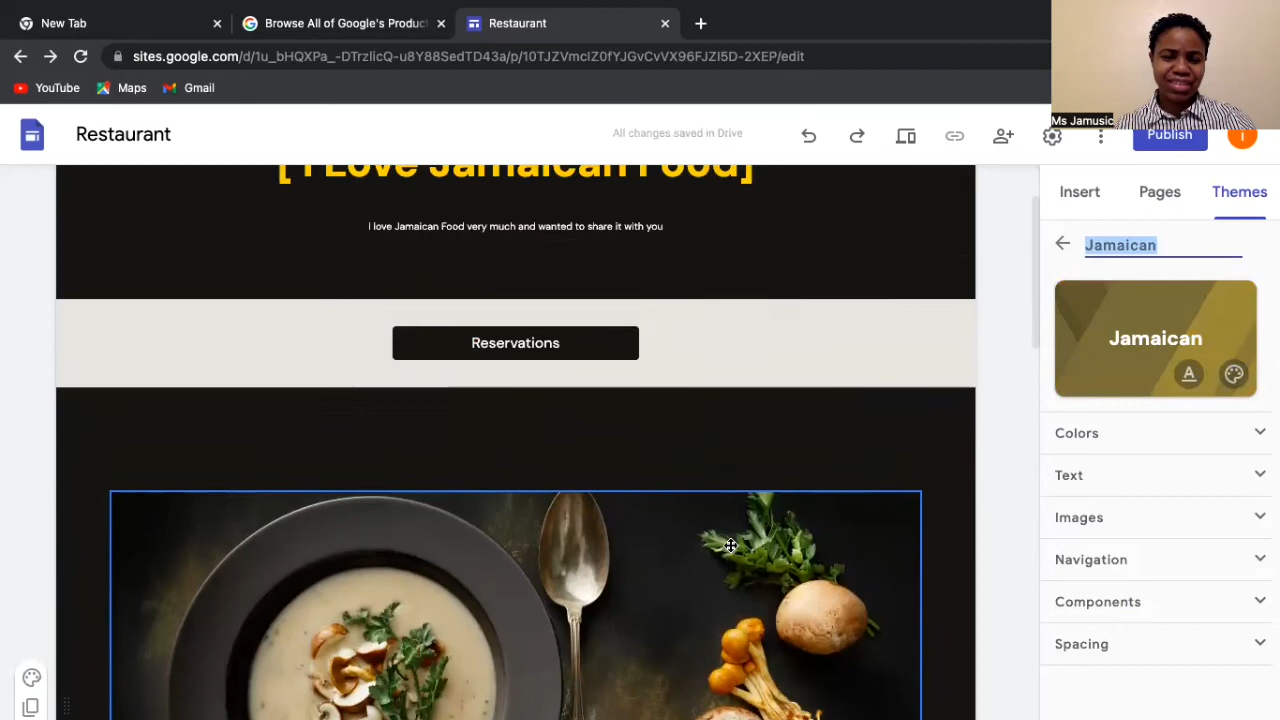 New Tab
Browse All of Google's Product
Restaurant
sites.google.com/d/1u_bHQXPa_-DTrzlicQ-u8Y88SedTD43a/p/10TJZVmcIZ0fYJGvCvVX96FJZI5D-2XEP/edit
YouTube
Maps
Gmail
Ms Jamusic
Restaurant
All changes saved in Drive
Publish
[ I Love Jamaican Food]
I love Jamaican Food very much and wanted to share it with you
Reservations
Insert
Pages
Themes
Jamaican
Jamaican
A
Colors
Text
Images
Navigation
Components
Spacing